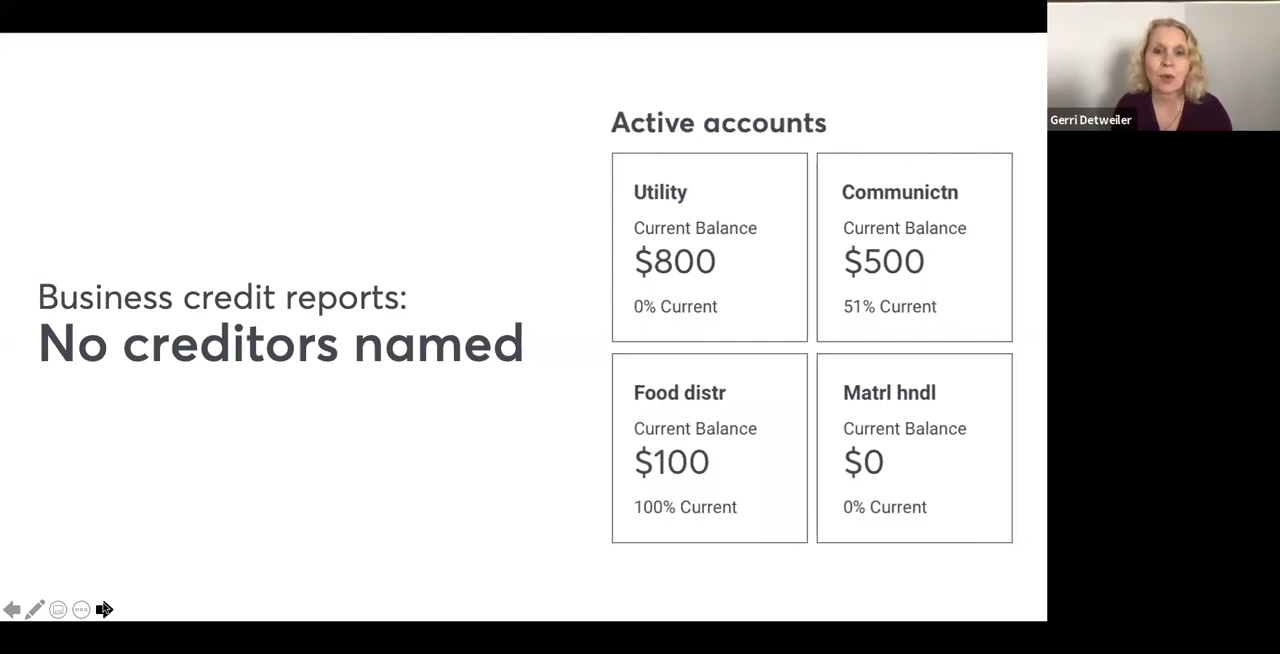 Business credit reports:
No creditors named
Active accounts
Utility
Current Balance
$800
0% Current
Communictn
Current Balance
$500
51% Current
Food distr
Current Balance
$100
100% Current
Matrl hndl
Current Balance
$0
0% Current
Gerri Detweiler